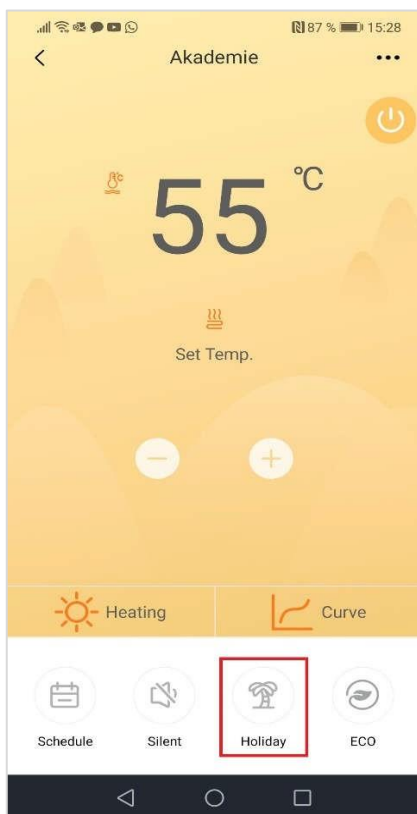 87 % 15:28
Akademie
°C
55 °C
Set Temp.
Heating Curve
Schedule Silent Holiday ECO